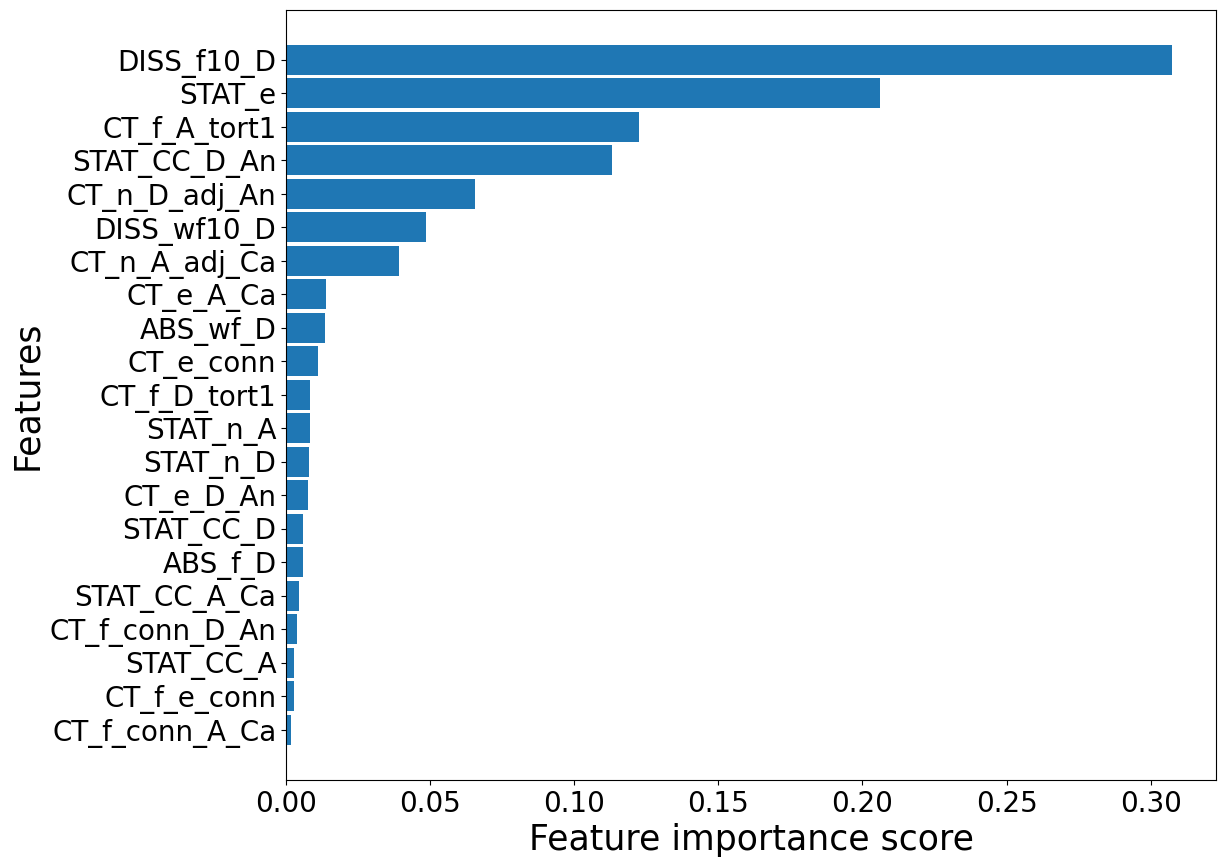 DISS_f10_D
STAT_e
CT_f_A_tort1
STAT_CC_D_An
CT_n_D_adj_An
DISS_wf10_D
CT_n_A_adj_Ca
CT_e_A_Ca
ABS_wf_D
CT_e_conn
CT_f_D_tort1
STAT_n_A
STAT_n_D
CT_e_D_An
STAT_CC_D
ABS_f_D
STAT_CC_A_Ca
CT_f_conn_D_An
STAT_CC_A
CT_f_e_conn
CT_f_conn_A_Ca
Features
0.00 0.05 0.10 0.15 0.20 0.25 0.30
Feature importance score